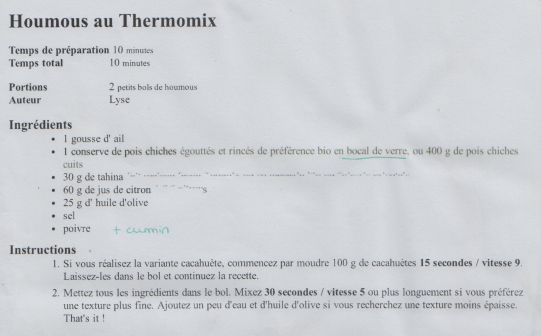 Houmous au Thermomix
Temps de préparation 10 minutes
Temps total 10 minutes
Portions 2 petits bols de houmous
Auteur Lyse
Ingrédients
• 1 gousse d' ail
• 1 conserve de pois chiches égouttés et rincés de préférence bio en bocal de verre, ou 400 g de pois chiches
cuits
• 30 g de tahina
• 60 g de jus de citron
• 25 g d' huile d'olive
• sel
• poivre + cumin
Instructions
1. Si vous réalisez la variante cacahuète, commencez par moudre 100 g de cacahuètes 15 secondes / vitesse 9.
Laissez-les dans le bol et continuez la recette.
2. Mettez tous les ingrédients dans le bol. Mixez 30 secondes / vitesse 5 ou plus longuement si vous préférez
une texture plus fine. Ajoutez un peu d'eau et d'huile d'olive si vous recherchez une texture moins épaisse.
That's it !